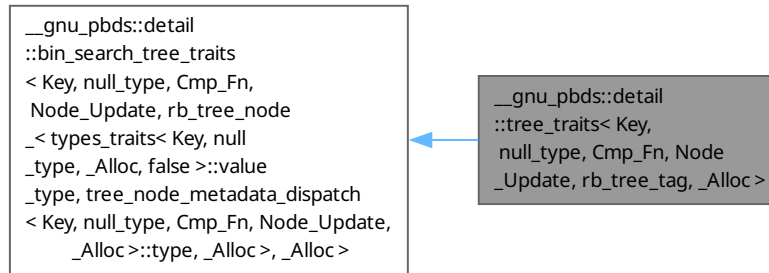 __gnu_pbds::detail
::bin_search_tree_traits
< Key, null_type, Cmp_Fn,
Node_Update, rb_tree_node
_< types_traits< Key, null
_type, _Alloc, false >::value
_type, tree_node_metadata_dispatch
< Key, null_type, Cmp_Fn, Node_Update,
_Alloc >::type, _Alloc >, _Alloc >
__gnu_pbds::detail
::tree_traits< Key,
null_type, Cmp_Fn, Node
_Update, rb_tree_tag, _Alloc >